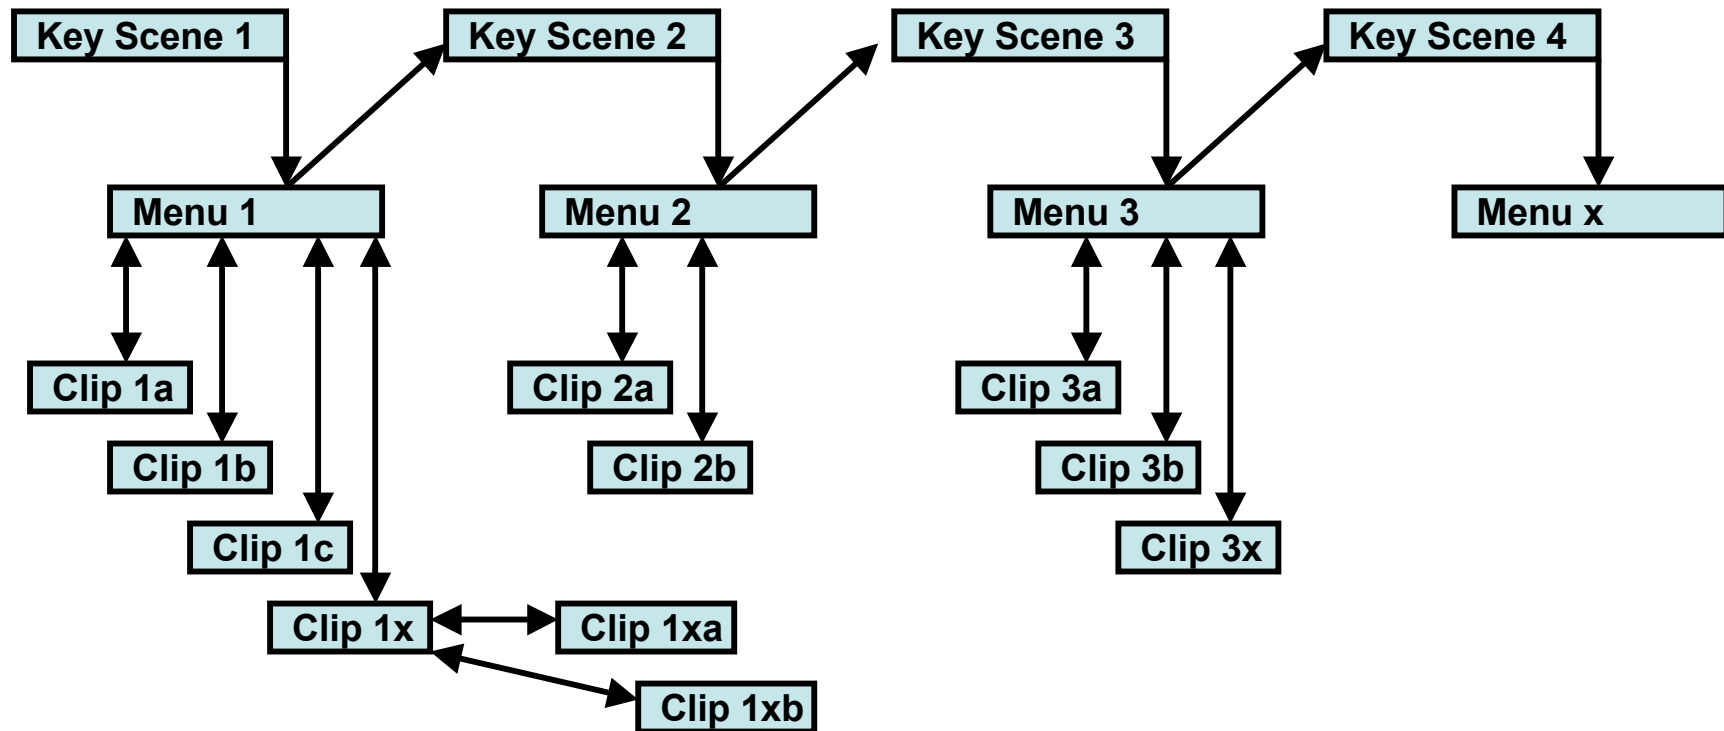 Key Scene 1
Key Scene 2
Key Scene 3
Key Scene 4
Menu 1
Menu 2
Menu 3
Menu x
Clip 1a
Clip 2a
Clip 3a
Clip 1b
Clip 2b
Clip 3b
Clip 1c
Clip 3x
Clip 1x
Clip 1xa
Clip 1xb